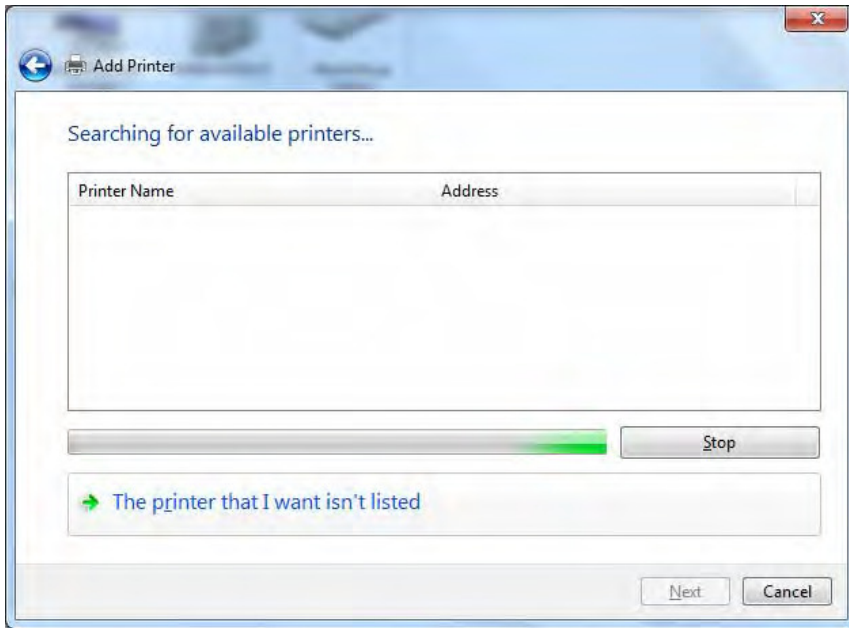 Add Printer
Searching for available printers...
Printer Name Address
Stop
The printer that I want isn't listed
Next Cancel